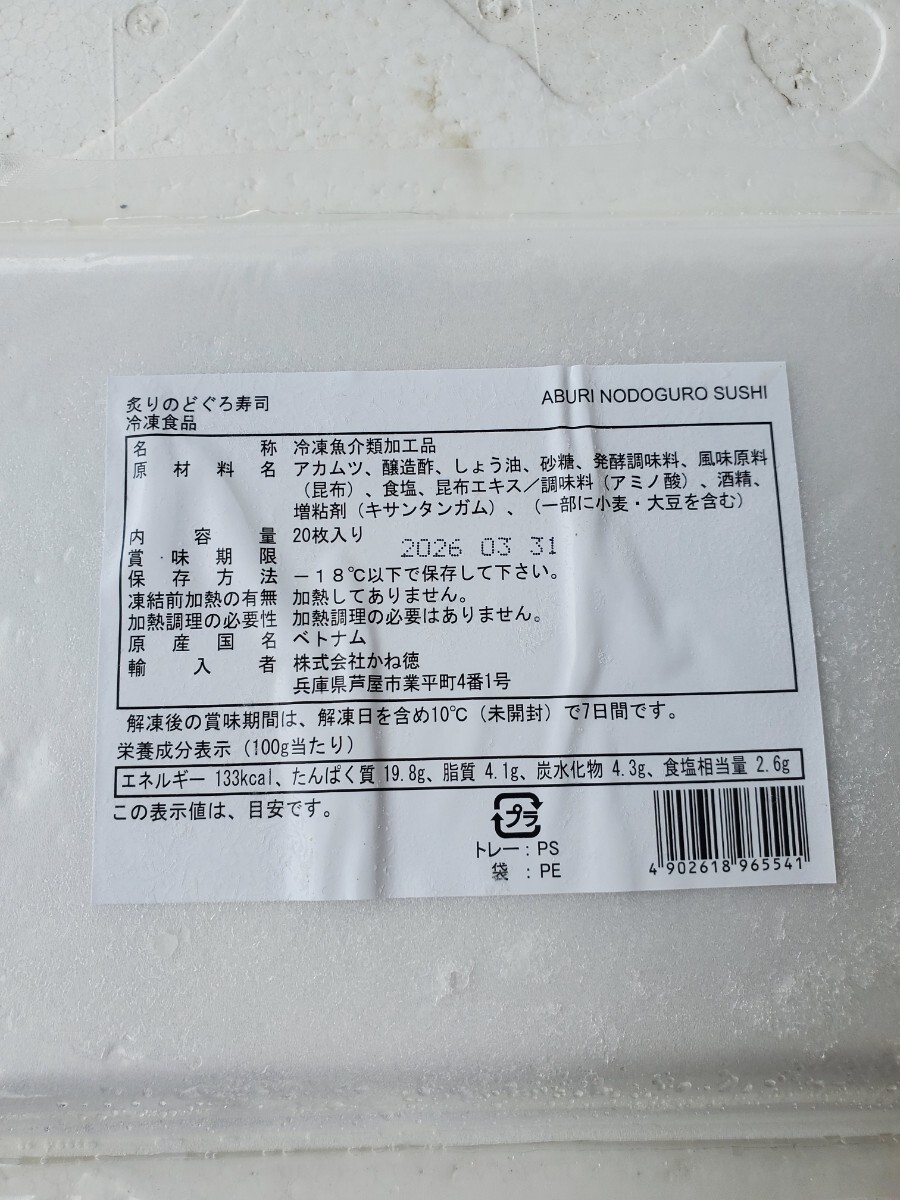 炙りのどぐろ寿司 ABURI NODOGURO SUSHI
冷凍食品
名称 冷凍魚介類加工品
原材料名 アカムツ、醸造酢、しょう油、砂糖、発酵調味料、風味原料
（昆布）、食塩、昆布エキス／調味料（アミノ酸）、酒精、
増粘剤（キサンタンガム）、（一部に小麦・大豆を含む）
内容量 20枚入り
賞味期限 2026 03 31
保存方法 －18℃以下で保存して下さい。
凍結前加熱の有無 加熱してありません。
加熱調理の必要性 加熱調理の必要はありません。
原産国名 ベトナム
輸入者 株式会社かね徳
兵庫県芦屋市業平町4番1号
解凍後の賞味期間は、解凍日を含め10℃（未開封）で7日間です。
栄養成分表示（100g当たり）
エネルギー 133kcal、たんぱく質 19.8g、脂質 4.1g、炭水化物 4.3g、食塩相当量 2.6g
この表示値は、目安です。
プラ
トレー：PS
袋：PE
4 902618 965541